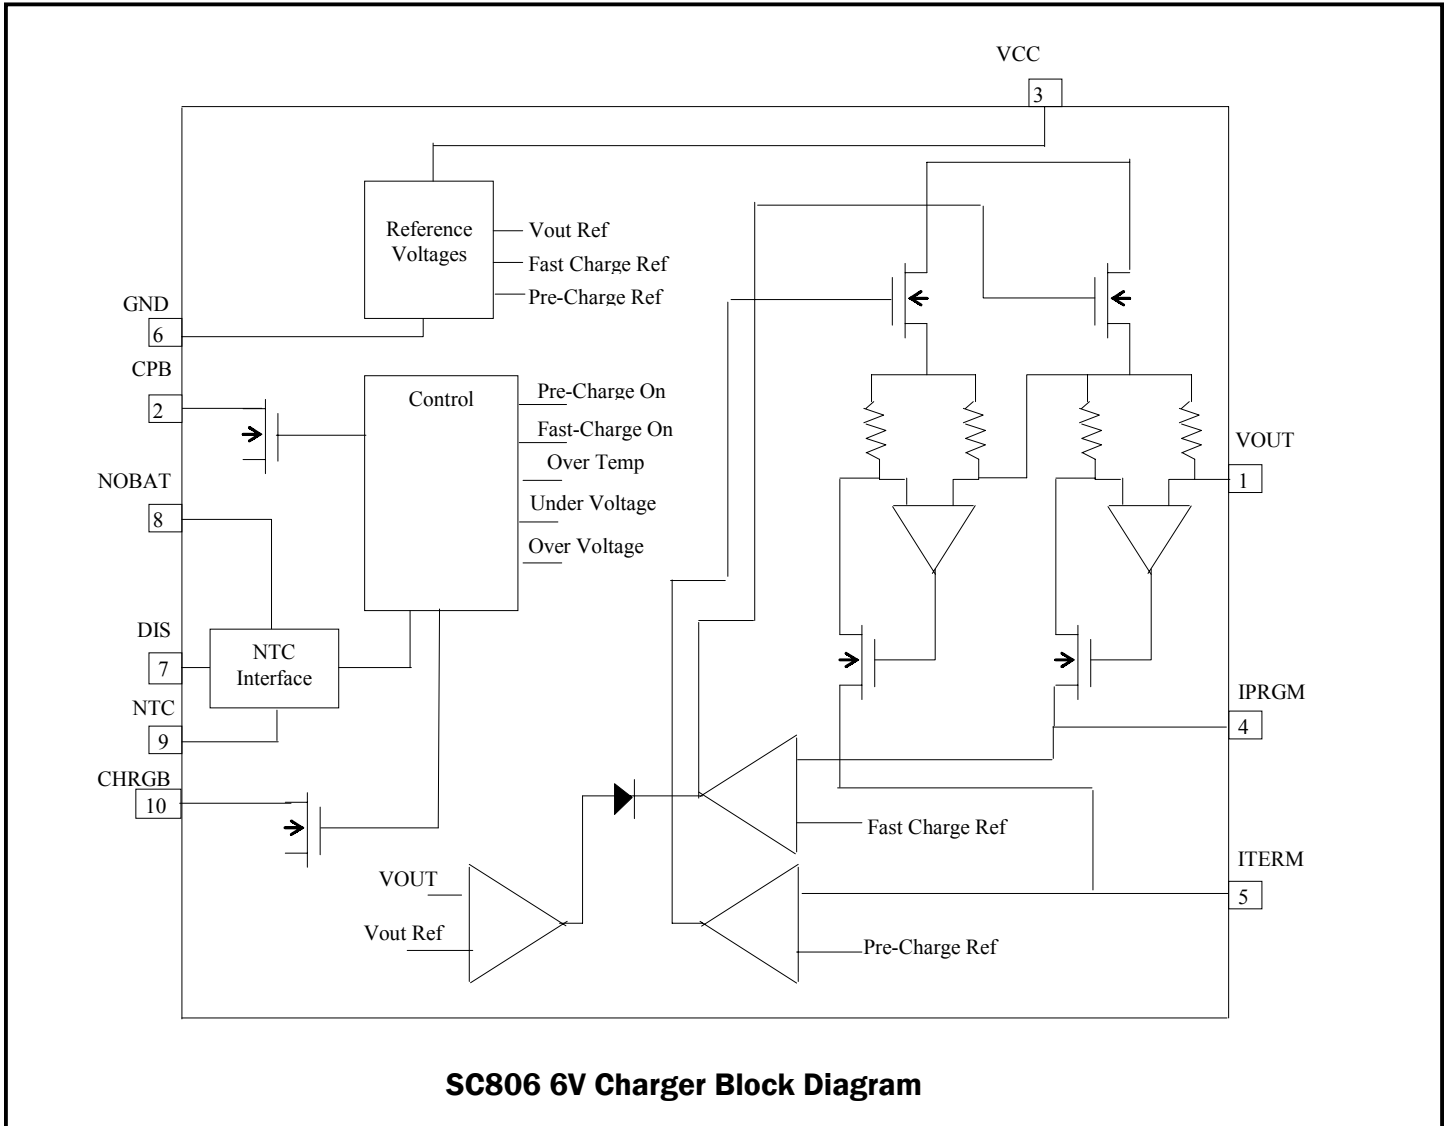 VCC
3
Reference
Voltages
Vout Ref
Fast Charge Ref
Pre-Charge Ref
GND
6
CPB
2
Control
Pre-Charge On
Fast-Charge On
Over Temp
Under Voltage
Over Voltage
NOBAT
8
VOUT
1
DIS
7
NTC
Interface
NTC
9
IPRGM
4
CHRGB
10
Fast Charge Ref
VOUT
Vout Ref
ITERM
5
Pre-Charge Ref
SC806 6V Charger Block Diagram